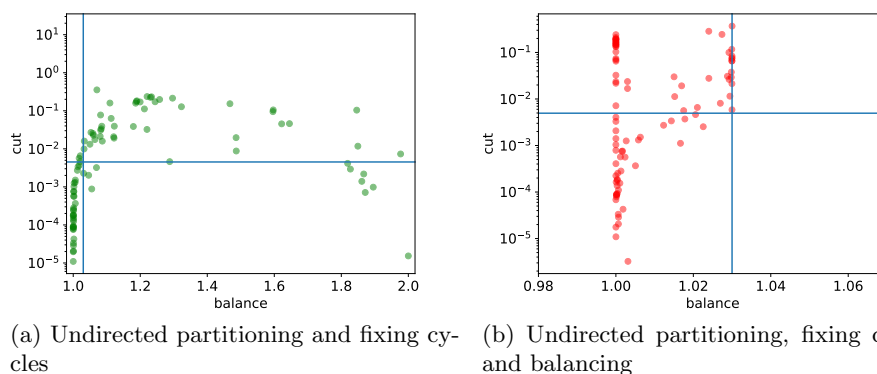 10¹
10⁰
10⁻¹
10⁻²
10⁻³
10⁻⁴
10⁻⁵
cut
1.0 1.2 1.4 1.6 1.8 2.0
balance
(a) Undirected partitioning and fixing cy-
cles
10⁻¹
10⁻²
10⁻³
10⁻⁴
10⁻⁵
cut
0.98 1.00 1.02 1.04 1.06
balance
(b) Undirected partitioning, fixing
and balancing